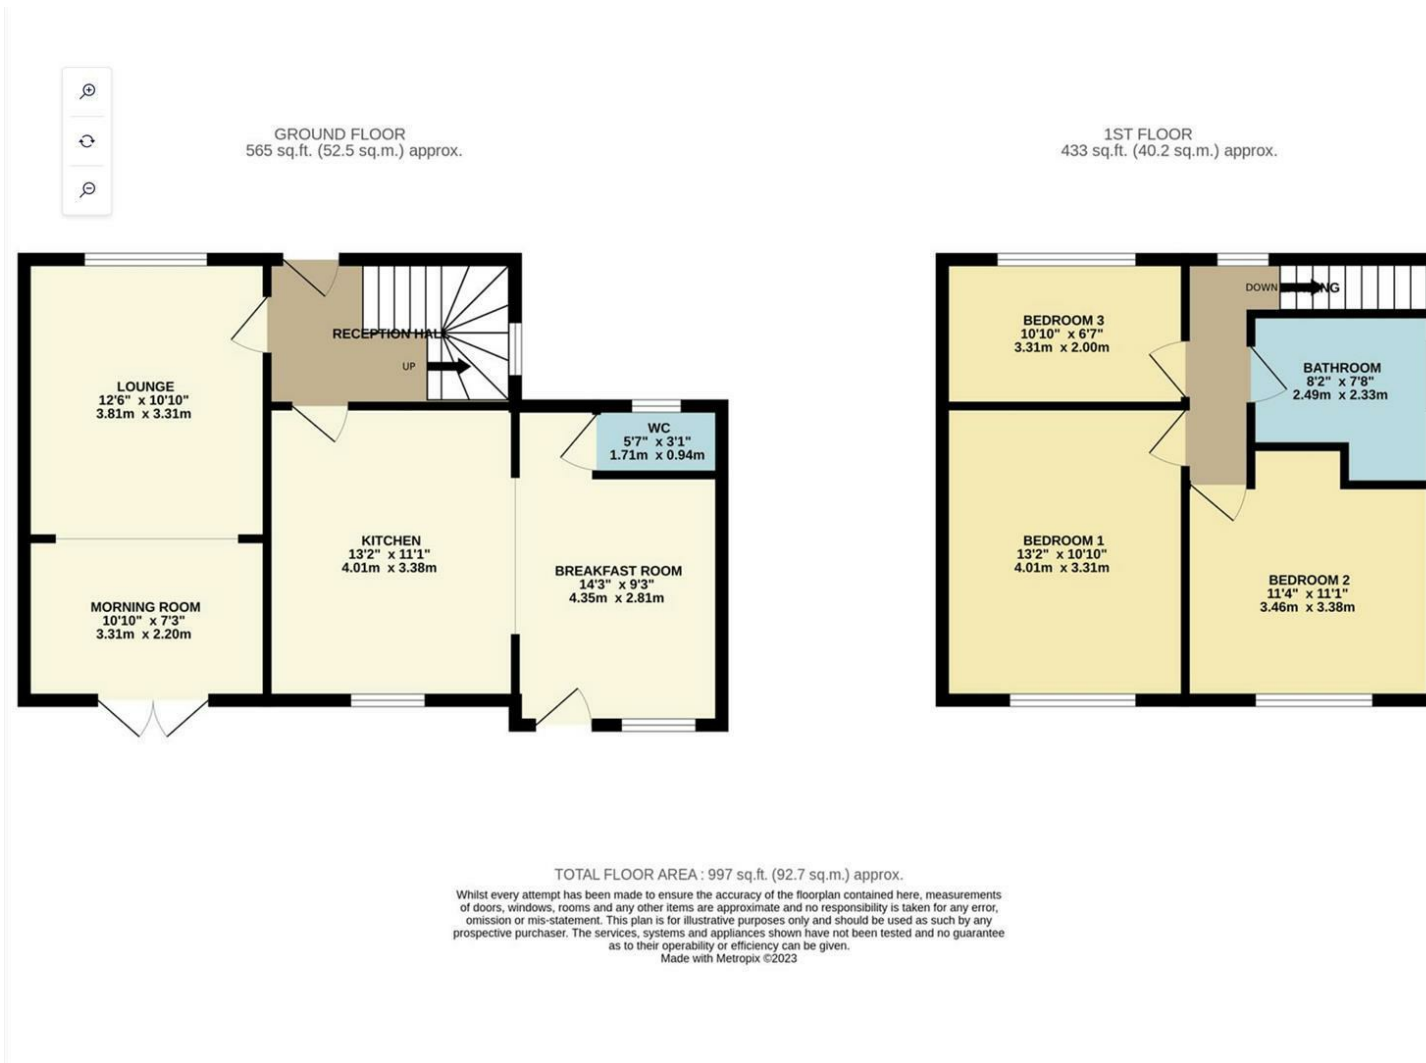 GROUND FLOOR
565 sq.ft. (52.5 sq.m.) approx.
1ST FLOOR
433 sq.ft. (40.2 sq.m.) approx.
LOUNGE
12'6" x 10'10"
3.81m x 3.31m
RECEPTION HALL
UP
MORNING ROOM
10'10" x 7'3"
3.31m x 2.20m
KITCHEN
13'2" x 11'1"
4.01m x 3.38m
WC
5'7" x 3'1"
1.71m x 0.94m
BREAKFAST ROOM
14'3" x 9'3"
4.35m x 2.81m
BEDROOM 3
10'10" x 6'7"
3.31m x 2.00m
DOWN
BATHROOM
8'2" x 7'8"
2.49m x 2.33m
BEDROOM 1
13'2" x 10'10"
4.01m x 3.31m
BEDROOM 2
11'4" x 11'1"
3.46m x 3.38m
TOTAL FLOOR AREA : 997 sq.ft. (92.7 sq.m.) approx.
Whilst every attempt has been made to ensure the accuracy of the floorplan contained here, measurements
of doors, windows, rooms and any other items are approximate and no responsibility is taken for any error,
omission or mis-statement. This plan is for illustrative purposes only and should be used as such by any
prospective purchaser. The services, systems and appliances shown have not been tested and no guarantee
as to their operability or efficiency can be given.
Made with Metropix ©2023